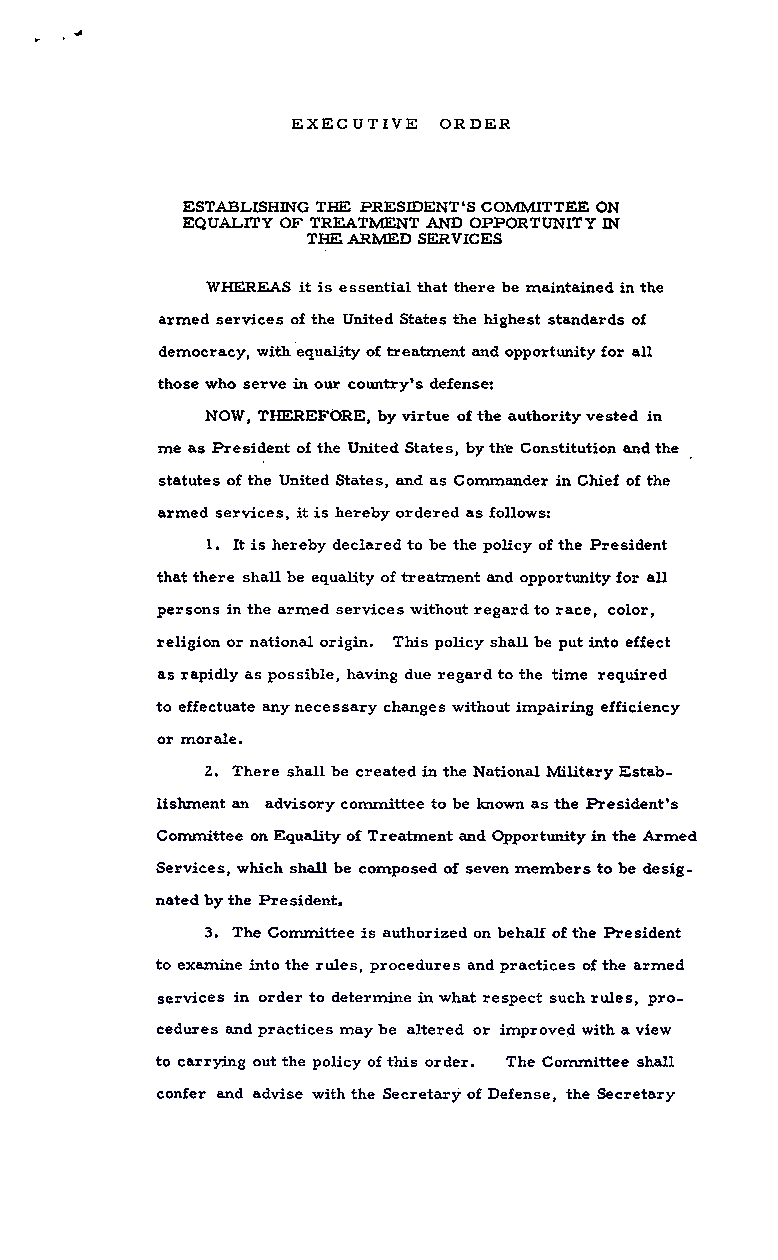 EXECUTIVE ORDER
ESTABLISHING THE PRESIDENT'S COMMITTEE ON
EQUALITY OF TREATMENT AND OPPORTUNITY IN
THE ARMED SERVICES
WHEREAS it is essential that there be maintained in the
armed services of the United States the highest standards of
democracy, with equality of treatment and opportunity for all
those who serve in our country's defense:
NOW, THEREFORE, by virtue of the authority vested in
me as President of the United States, by the Constitution and the
statutes of the United States, and as Commander in Chief of the
armed services, it is hereby ordered as follows:
1. It is hereby declared to be the policy of the President
that there shall be equality of treatment and opportunity for all
persons in the armed services without regard to race, color,
religion or national origin. This policy shall be put into effect
as rapidly as possible, having due regard to the time required
to effectuate any necessary changes without impairing efficiency
or morale.
2. There shall be created in the National Military Estab-
lishment an advisory committee to be known as the President's
Committee on Equality of Treatment and Opportunity in the Armed
Services, which shall be composed of seven members to be desig-
nated by the President.
3. The Committee is authorized on behalf of the President
to examine into the rules, procedures and practices of the armed
services in order to determine in what respect such rules, pro-
cedures and practices may be altered or improved with a view
to carrying out the policy of this order. The Committee shall
confer and advise with the Secretary of Defense, the Secretary